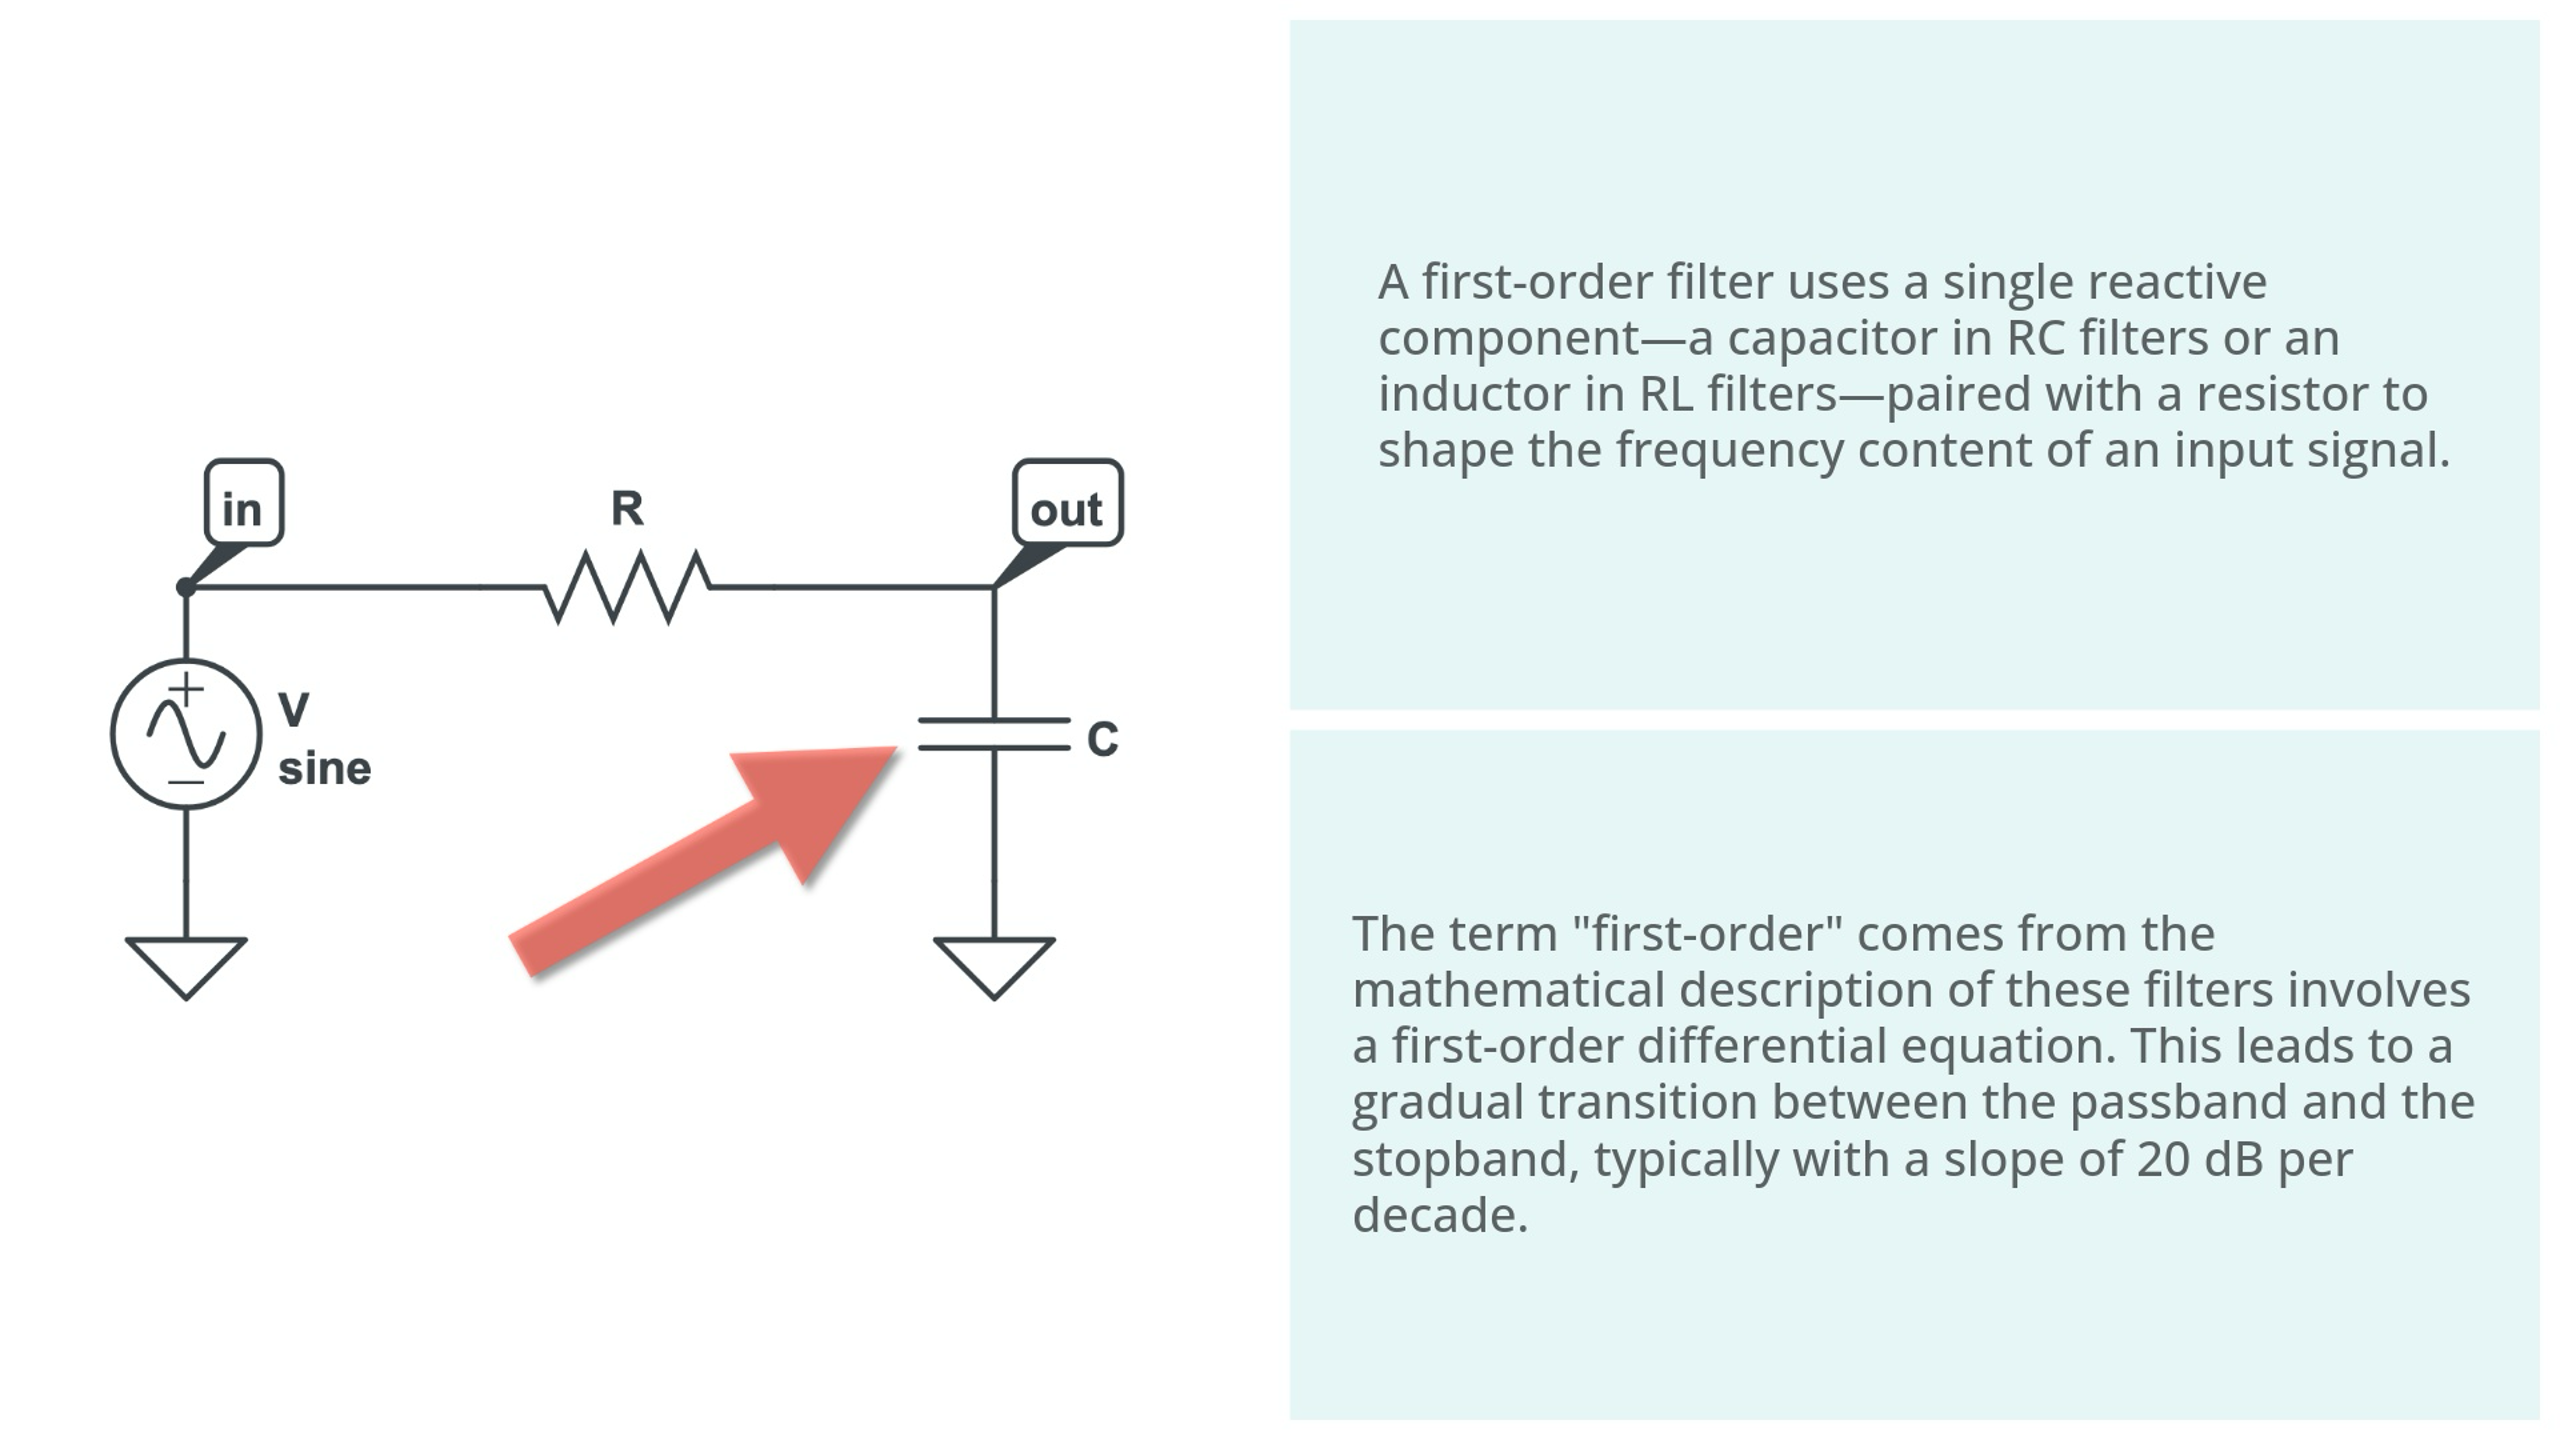 in
R
out
V
sine
C
A first-order filter uses a single reactive
component—a capacitor in RC filters or an
inductor in RL filters—paired with a resistor to
shape the frequency content of an input signal.
The term "first-order" comes from the
mathematical description of these filters involves
a first-order differential equation. This leads to a
gradual transition between the passband and the
stopband, typically with a slope of 20 dB per
decade.